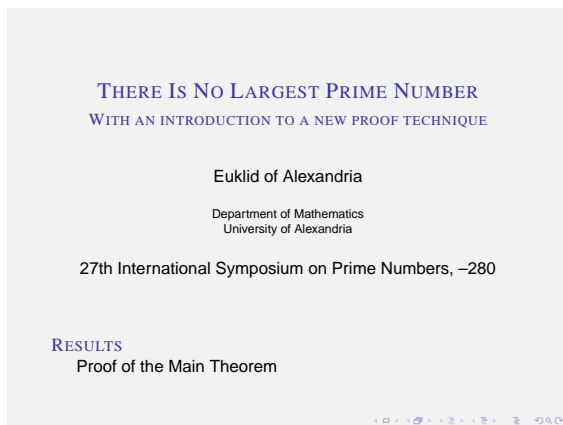 THERE IS NO LARGEST PRIME NUMBER
WITH AN INTRODUCTION TO A NEW PROOF TECHNIQUE
Euklid of Alexandria
Department of Mathematics
University of Alexandria
27th International Symposium on Prime Numbers, –280
RESULTS
Proof of the Main Theorem